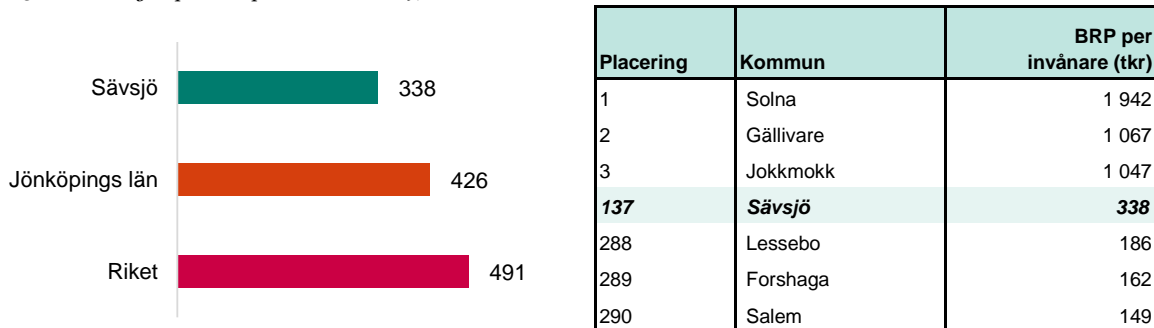 Sävsjö 338
Jönköpings län 426
Riket 491
Placering Kommun BRP per invånare (tkr)
1 Solna 1 942
2 Gällivare 1 067
3 Jokkmokk 1 047
137 Sävsjö 338
288 Lessebo 186
289 Forshaga 162
290 Salem 149